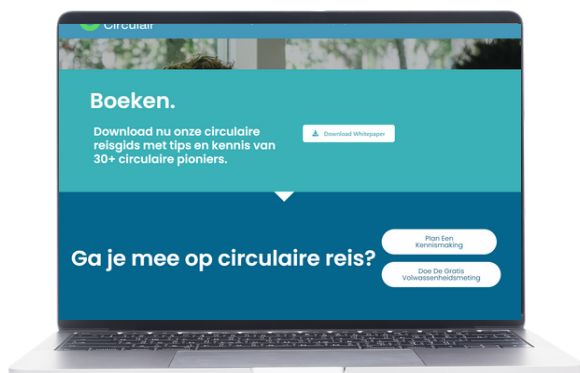 Circulair
Boeken.
Download nu onze circulaire
reisgids met tips en kennis van
30+ circulaire pioniers.
Download Whitepaper
Ga je mee op circulaire reis?
Plan Een
Kennismaking
Doe De Gratis
Volwassenheidsmeting